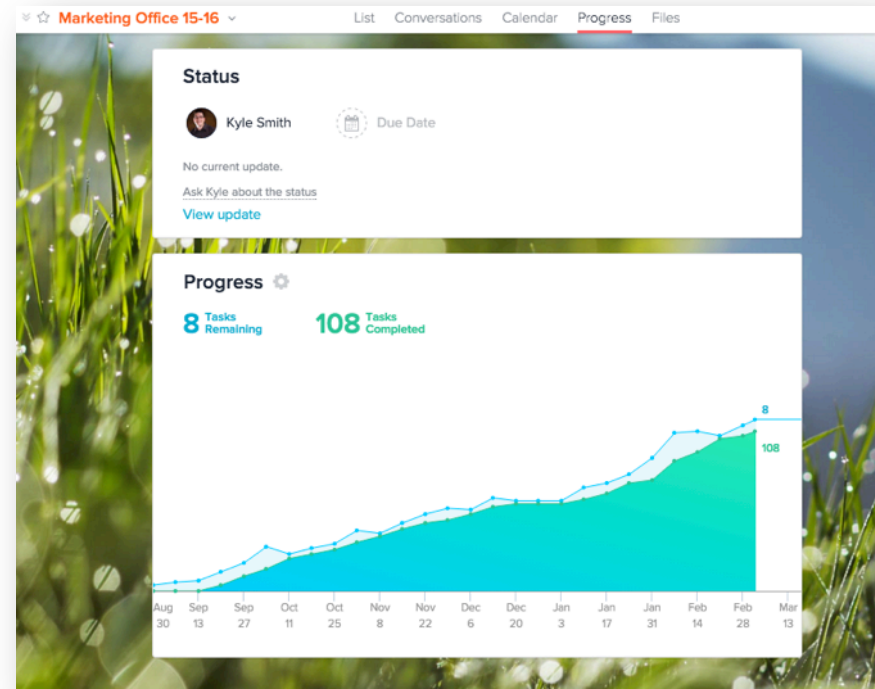 Marketing Office 15-16
List Conversations Calendar Progress Files
Status
Kyle Smith Due Date
No current update.
Ask Kyle about the status
View update
Progress
8 Tasks Remaining 108 Tasks Completed
8
108
Aug Sep Sep Oct Oct Nov Nov Dec Dec Jan Jan Jan Feb Feb Mar
30 13 27 11 25 8 22 6 20 3 17 31 14 28 13